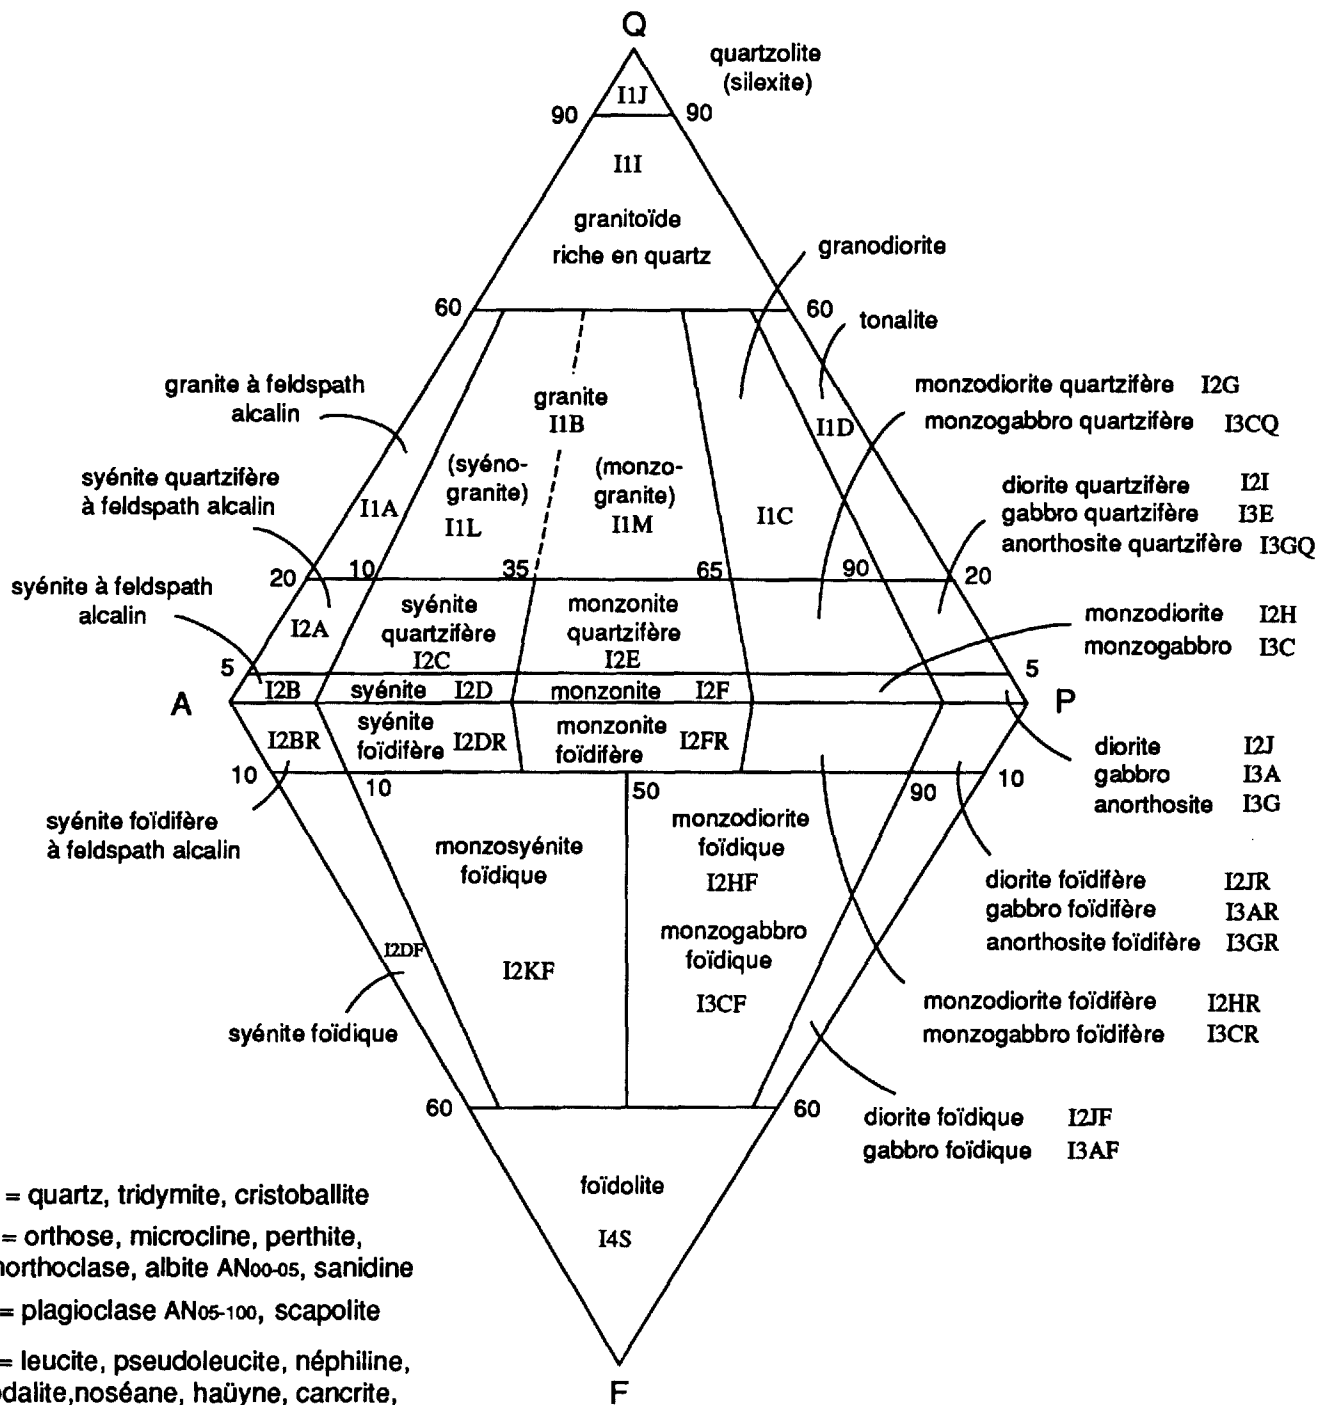 Q
quartzolite
(silexite)
I1J
90
90
I1I
granitoïde
riche en quartz
granodiorite
60
60
tonalite
granite à feldspath
alcalin
granite
I1B
I1D
monzodiorite quartzifère I2G
monzogabbro quartzifère I3CQ
syénite quartzifère
à feldspath alcalin
(syéno-
granite)
I1L
(monzo-
granite)
I1M
I1A
I1C
diorite quartzifère I2I
gabbro quartzifère I3E
anorthosite quartzifère I3GQ
20
10
35
65
90
20
syénite à feldspath
alcalin
I2A
syénite
quartzifère
I2C
monzonite
quartzifère
I2E
monzodiorite I2H
monzogabbro I3C
5
5
A
I2B
syénite I2D
monzonite I2F
P
I2BR
syénite
foïdifère I2DR
monzonite
foïdifère I2FR
diorite I2J
gabbro I3A
anorthosite I3G
10
10
50
90
10
syénite foïdifère
à feldspath alcalin
monzosyénite
foïdique
I2KF
monzodiorite
foïdique
I2HF
monzogabbro
foïdique
I3CF
diorite foïdifère I2JR
gabbro foïdifère I3AR
anorthosite foïdifère I3GR
I2DF
syénite foïdique
monzodiorite foïdifère I2HR
monzogabbro foïdifère I3CR
60
60
diorite foïdique I2JF
gabbro foïdique I3AF
foïdolite
I4S
= quartz, tridymite, cristoballite
= orthose, microcline, perthite,
northoclase, albite AN00-05, sanidine
= plagioclase AN05-100, scapolite
= leucite, pseudoleucite, néphiline,
dalite,noséane, haüyne, cancrite,
F